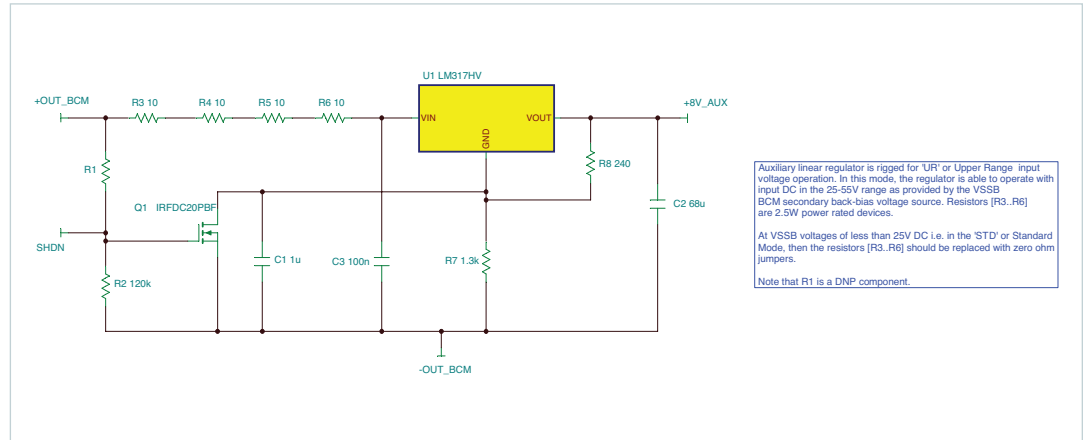 U1 LM317HV
+OUT_BCM
R3 10
R4 10
R5 10
R6 10
+8V_AUX
VIN
VOUT
GND
R1
R8 240
Q1 IRFDC20PBF
C2 68u
SHDN
C1 1u
C3 100n
R7 1.3k
R2 120k
-OUT_BCM
Auxiliary linear regulator is rigged for 'UR' or Upper Range input
voltage operation. In this mode, the regulator is able to operate with
input DC in the 25-55V range as provided by the VSSB
BCM secondary back-bias voltage source. Resistors [R3..R6]
are 2.5W power rated devices.
At VSSB voltages of less than 25V DC i.e. in the 'STD' or Standard
Mode, then the resistors [R3..R6] should be replaced with zero ohm
jumpers.
Note that R1 is a DNP component.